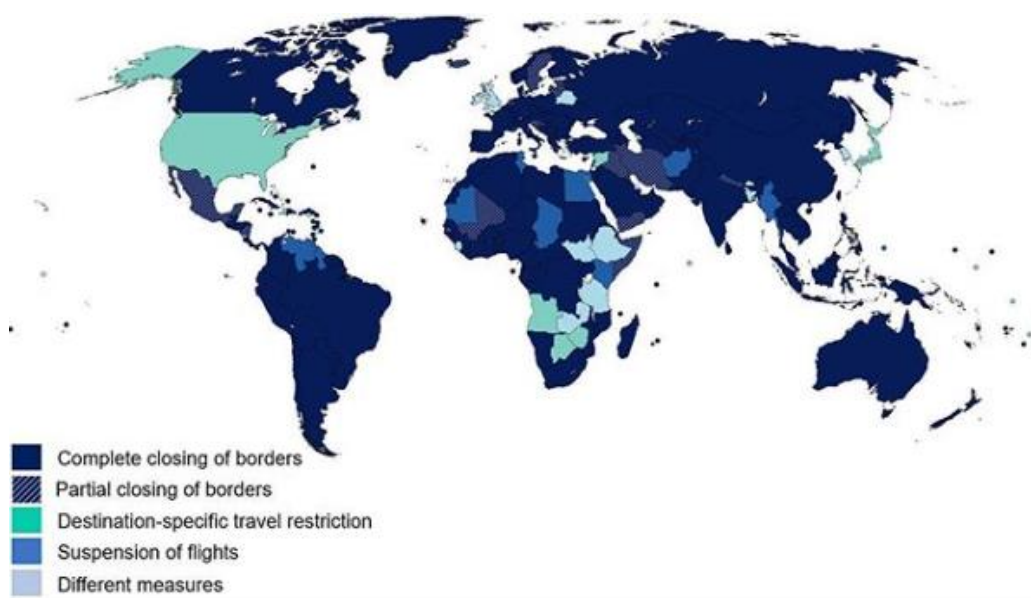 Complete closing of borders
Partial closing of borders
Destination-specific travel restriction
Suspension of flights
Different measures